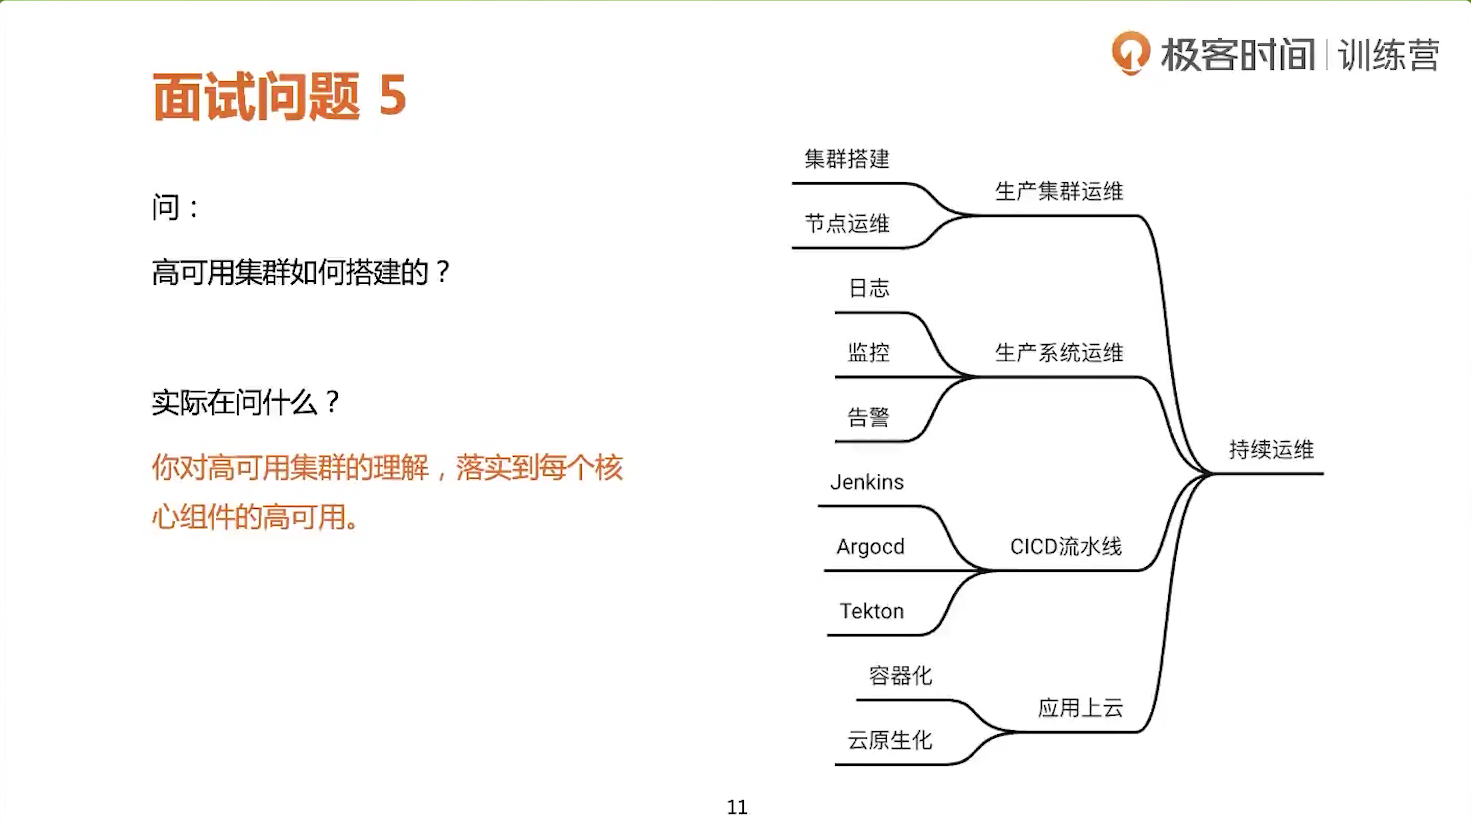 极客时间 | 训练营
面试问题 5
问：
高可用集群如何搭建的？
实际在问什么？
你对高可用集群的理解，落实到每个核
心组件的高可用。
集群搭建
生产集群运维
节点运维
日志
监控
生产系统运维
告警
持续运维
Jenkins
Argocd
CICD流水线
Tekton
容器化
应用上云
云原生化
11